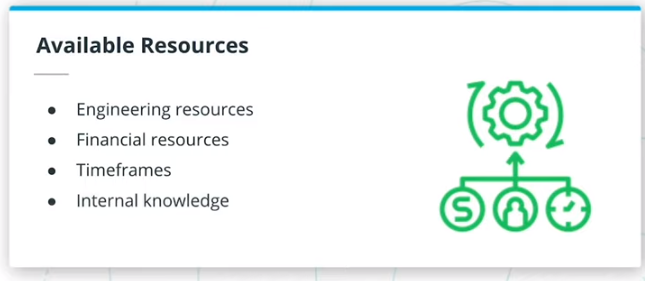 Available Resources
Engineering resources
Financial resources
Timeframes
Internal knowledge
S